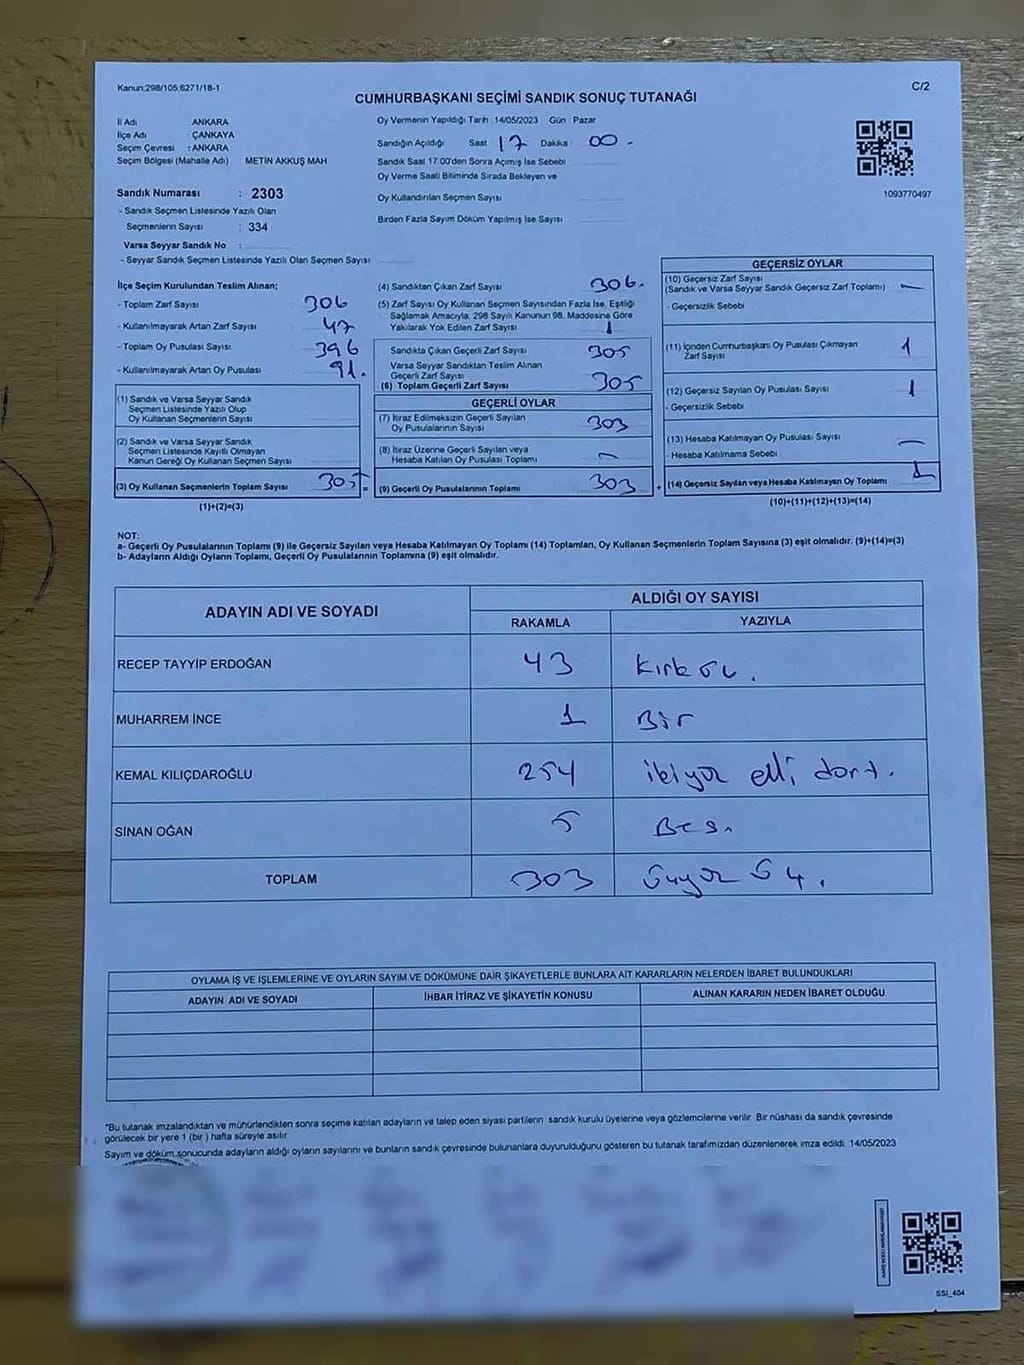 Kanun;298/105,6271/18-1
C/2
CUMHURBAŞKANI SEÇİMİ SANDIK SONUÇ TUTANAĞI
İl Adı ANKARA
İlçe Adı ÇANKAYA
Seçim Çevresi : ANKARA
Seçim Bölgesi (Mahalle Adı) METİN AKKUŞ MAH
Oy Vermenin Yapıldığı Tarih : 14/05/2023 Gün : Pazar
Sandığın Açıldığı Saat 17 Dakika 00.
Sandık Saat 17:00'den Sonra Açımış İse Sebebi
Oy Verme Saati Bitiminde Sırada Bekleyen ve
Oy Kullandırılan Seçmen Sayısı
Birden Fazla Sayım Döküm Yapılmış İse Sayısı
1093770497
Sandık Numarası : 2303
- Sandık Seçmen Listesinde Yazılı Olan
Seçmenlerin Sayısı : 334
Varsa Seyyar Sandık No :
- Seyyar Sandık Seçmen Listesinde Yazılı Olan Seçmen Sayısı
İlçe Seçim Kurulundan Teslim Alınan;
- Toplam Zarf Sayısı 306
- Kullanılmayarak Artan Zarf Sayısı 47
- Toplam Oy Pusulası Sayısı 396
- Kullanılmayarak Artan Oy Pusulası 91.
(1) Sandık ve Varsa Seyyar Sandık
Seçmen Listesinde Yazılı Olup
Oy Kullanan Seçmenlerin Sayısı
(2) Sandık ve Varsa Seyyar Sandık
Seçmen Listesinde Kayıtlı Olmayan
Kanun Gereği Oy Kullanan Seçmen Sayısı
(3) Oy Kullanan Seçmenlerin Toplam Sayısı 305 =
(1)+(2)=(3)
(4) Sandıktan Çıkan Zarf Sayısı 306.
(5) Zarf Sayısı Oy Kullanan Seçmen Sayısından Fazla İse, Eşitliği
Sağlamak Amacıyla, 298 Sayılı Kanunun 98. Maddesine Göre
Yakılarak Yok Edilen Zarf Sayısı 1
Sandıkta Çıkan Geçerli Zarf Sayısı 305
Varsa Seyyar Sandıktan Teslim Alınan
Geçerli Zarf Sayısı
(6) Toplam Geçerli Zarf Sayısı 305
GEÇERLİ OYLAR
(7) İtiraz Edilmeksizin Geçerli Sayılan
Oy Pusulalarının Sayısı 303
(8) İtiraz Üzerine Geçerli Sayılan veya
Hesaba Katılan Oy Pusulası Toplamı –
(9) Geçerli Oy Pusulalarının Toplamı 303 +
GEÇERSİZ OYLAR
(10) Geçersiz Zarf Sayısı
(Sandık ve Varsa Seyyar Sandık Geçersiz Zarf Toplamı) –
- Geçersizlik Sebebi
(11) İçinden Cumhurbaşkanı Oy Pusulası Çıkmayan
Zarf Sayısı 1
(12) Geçersiz Sayılan Oy Pusulası Sayısı 1
- Geçersizlik Sebebi
(13) Hesaba Katılmayan Oy Pusulası Sayısı –
- Hesaba Katılmama Sebebi
(14) Geçersiz Sayılan veya Hesaba Katılmayan Oy Toplamı
(10)+(11)+(12)+(13)=(14)
NOT:
a- Geçerli Oy Pusulalarının Toplamı (9) ile Geçersiz Sayılan veya Hesaba Katılmayan Oy Toplamı (14) Toplamları, Oy Kullanan Seçmenlerin Toplam Sayısına (3) eşit olmalıdır. (9)+(14)=(3)
b- Adayların Aldığı Oyların Toplamı, Geçerli Oy Pusulalarının Toplamına (9) eşit olmalıdır.
ADAYIN ADI VE SOYADI ALDIĞI OY SAYISI
RAKAMLA YAZIYLA
RECEP TAYYİP ERDOĞAN 43 Kırk üç.
MUHARREM İNCE 1 Bir
KEMAL KILIÇDAROĞLU 254 ikiyüz elli dört.
SİNAN OĞAN 5 Beş.
TOPLAM 303 üçyüz üç.
OYLAMA İŞ VE İŞLEMLERİNE VE OYLARIN SAYIM VE DÖKÜMÜNE DAİR ŞİKAYETLERLE BUNLARA AİT KARARLARIN NELERDEN İBARET BULUNDUKLARI
ADAYIN ADI VE SOYADI İHBAR İTİRAZ VE ŞİKAYETİN KONUSU ALINAN KARARIN NEDEN İBARET OLDUĞU
"Bu tutanak imzalandıktan ve mühürlendikten sonra seçime katılan adayların ve talep eden siyasi partilerin sandık kurulu üyelerine veya gözlemcilerine verilir. Bir nüshası da sandık çevresinde
görülecek bir yere 1 (bir) hafta süreyle asılır
Sayım ve döküm sonucunda adayların aldığı oyların sayılarını ve bunların sandık çevresinde bulunanlara duyurulduğunu gösteren bu tutanak tarafımızdan düzenlenerek imza edildi. 14/05/2023
SSI_404